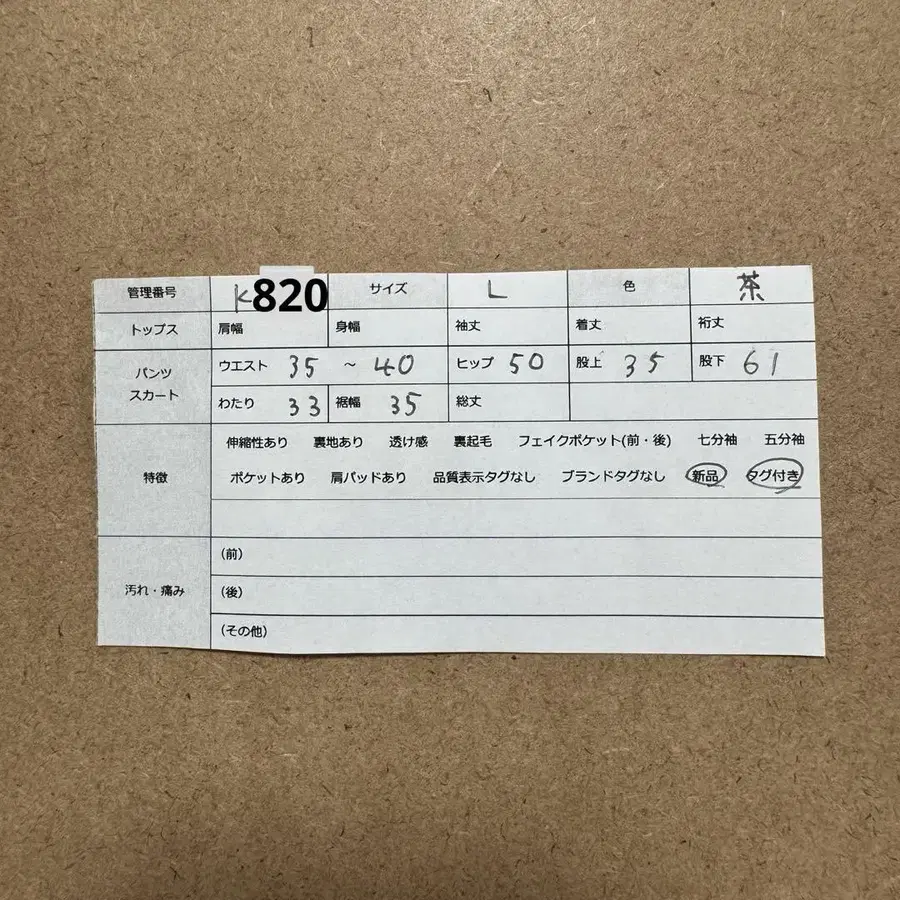 管理番号 K820 サイズ L 色 茶
トップス 肩幅 身幅 袖丈 着丈 裄丈
パンツ スカート
ウエスト 35 ～ 40 ヒップ 50 股上 35 股下 61
わたり 33 裾幅 35 総丈
特徴
伸縮性あり 裏地あり 透け感 裏起毛 フェイクポケット(前・後) 七分袖 五分袖
ポケットあり 肩パッドあり 品質表示タグなし ブランドタグなし 新品 タグ付き
汚れ・痛み
(前)
(後)
(その他)